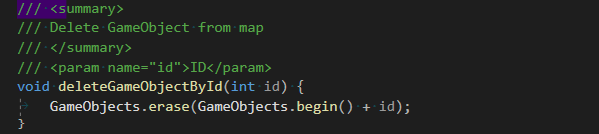 /// <summary>
/// Delete GameObject from map
/// </summary>
/// <param name="id">ID</param>
void deleteGameObjectById(int id) {
    GameObjects.erase(GameObjects.begin() + id);
}